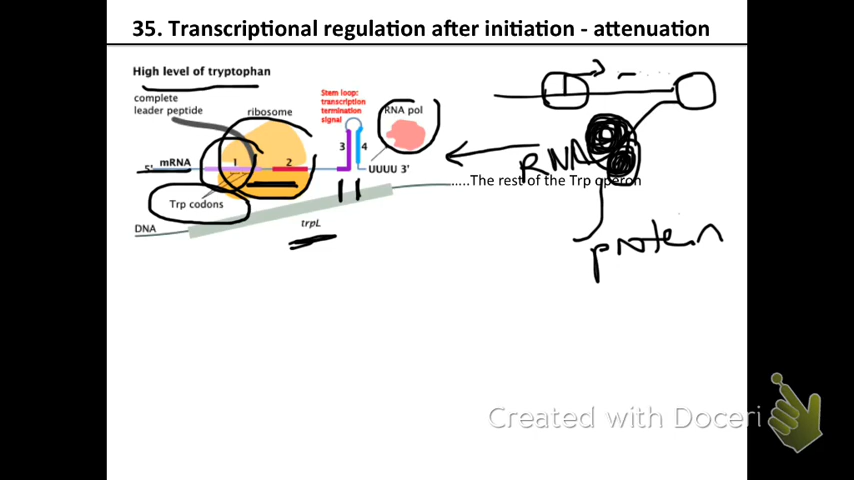 35. Transcriptional regulation after initiation - attenuation
High level of tryptophan
complete
leader peptide
ribosome
Stem loop:
transcription
termination
signal
RNA pol
3
4
5'
mRNA
1
2
UUUU 3'
RNA
.....The rest of the Trp operon
Trp codons
trpL
DNA
protein
Created with Doceri